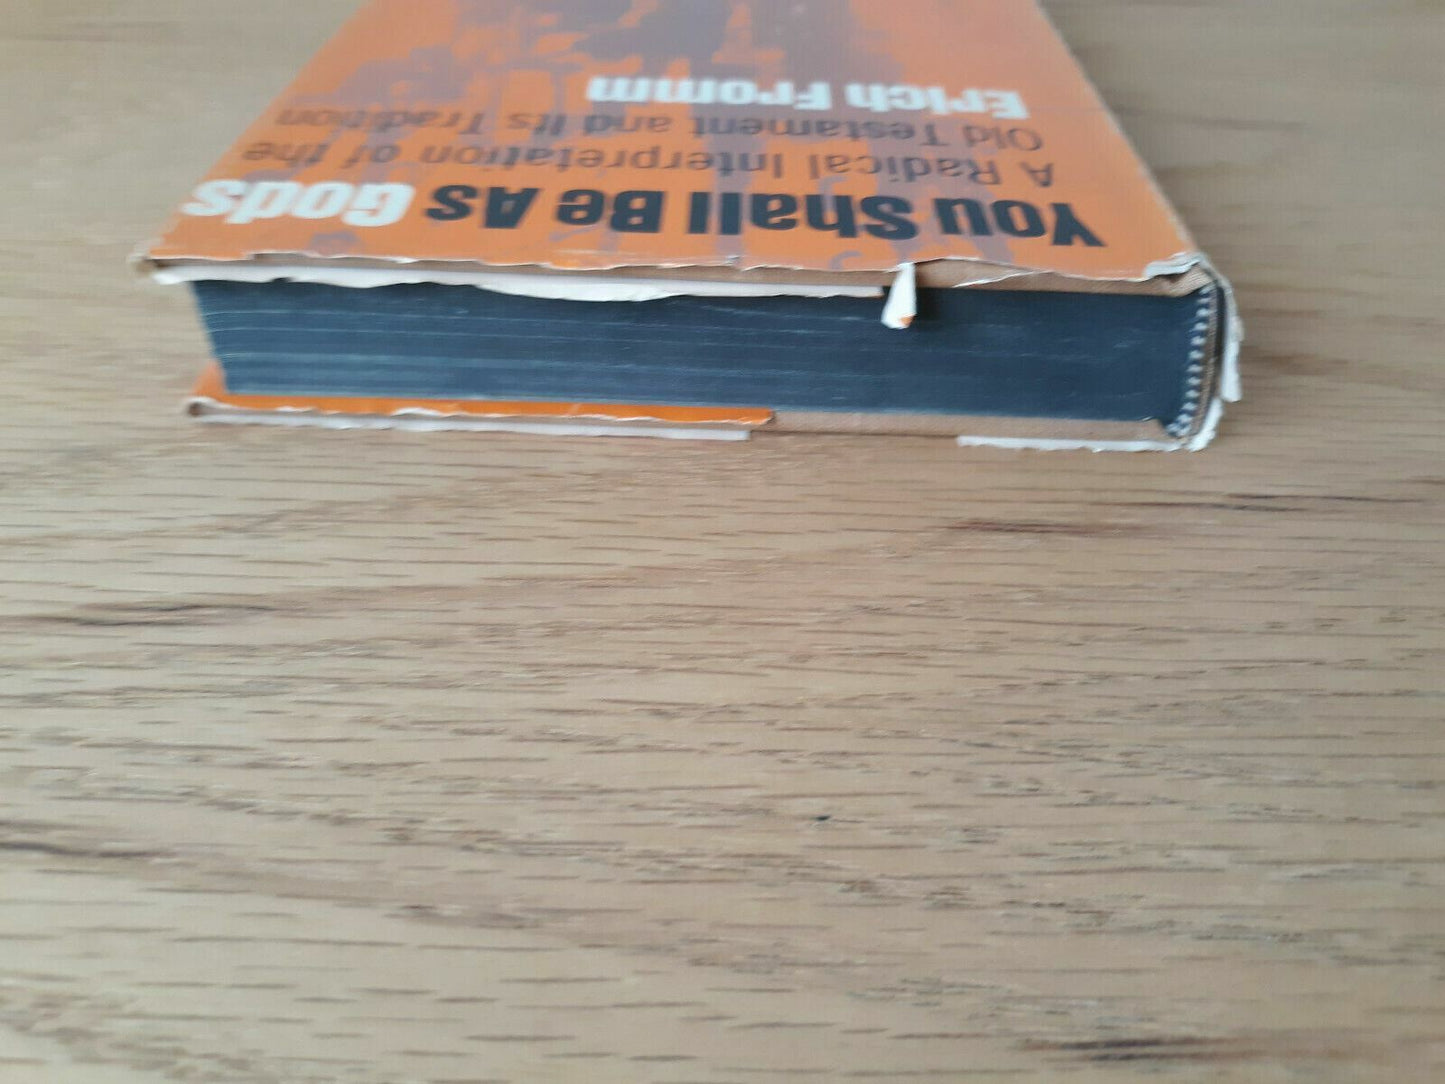 You Shall Be As Gods
A Radical Interpretation of the
Old Testament and Its Tradition
Erich Fromm